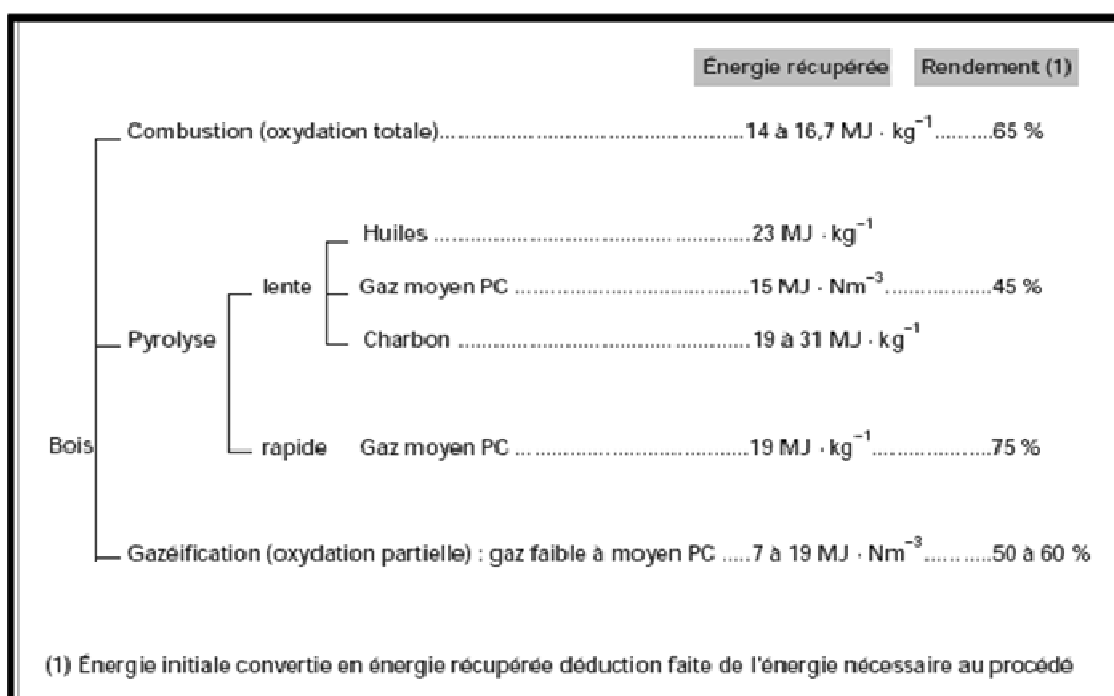 Énergie récupérée Rendement (1)
Combustion (oxydation totale)..................................................14 à 16,7 MJ · kg⁻¹..........65 %
Huiles ....................................................23 MJ · kg⁻¹
lente Gaz moyen PC ......................................15 MJ · Nm⁻³..................45 %
Pyrolyse Charbon .................................................19 à 31 MJ · kg⁻¹
Bois rapide Gaz moyen PC ......................................19 MJ · kg⁻¹....................75 %
Gazéification (oxydation partielle) : gaz faible à moyen PC .....7 à 19 MJ · Nm⁻³...........50 à 60 %
(1) Énergie initiale convertie en énergie récupérée déduction faite de l'énergie nécessaire au procédé